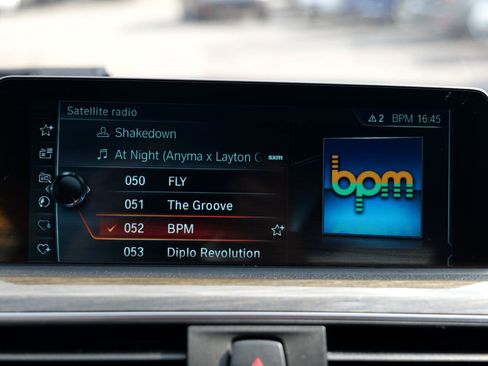 Satellite radio
2 BPM 16:45
Shakedown
At Night (Anyma x Layton G
sxm
050 FLY
051 The Groove
052 BPM
053 Diplo Revolution
bpm